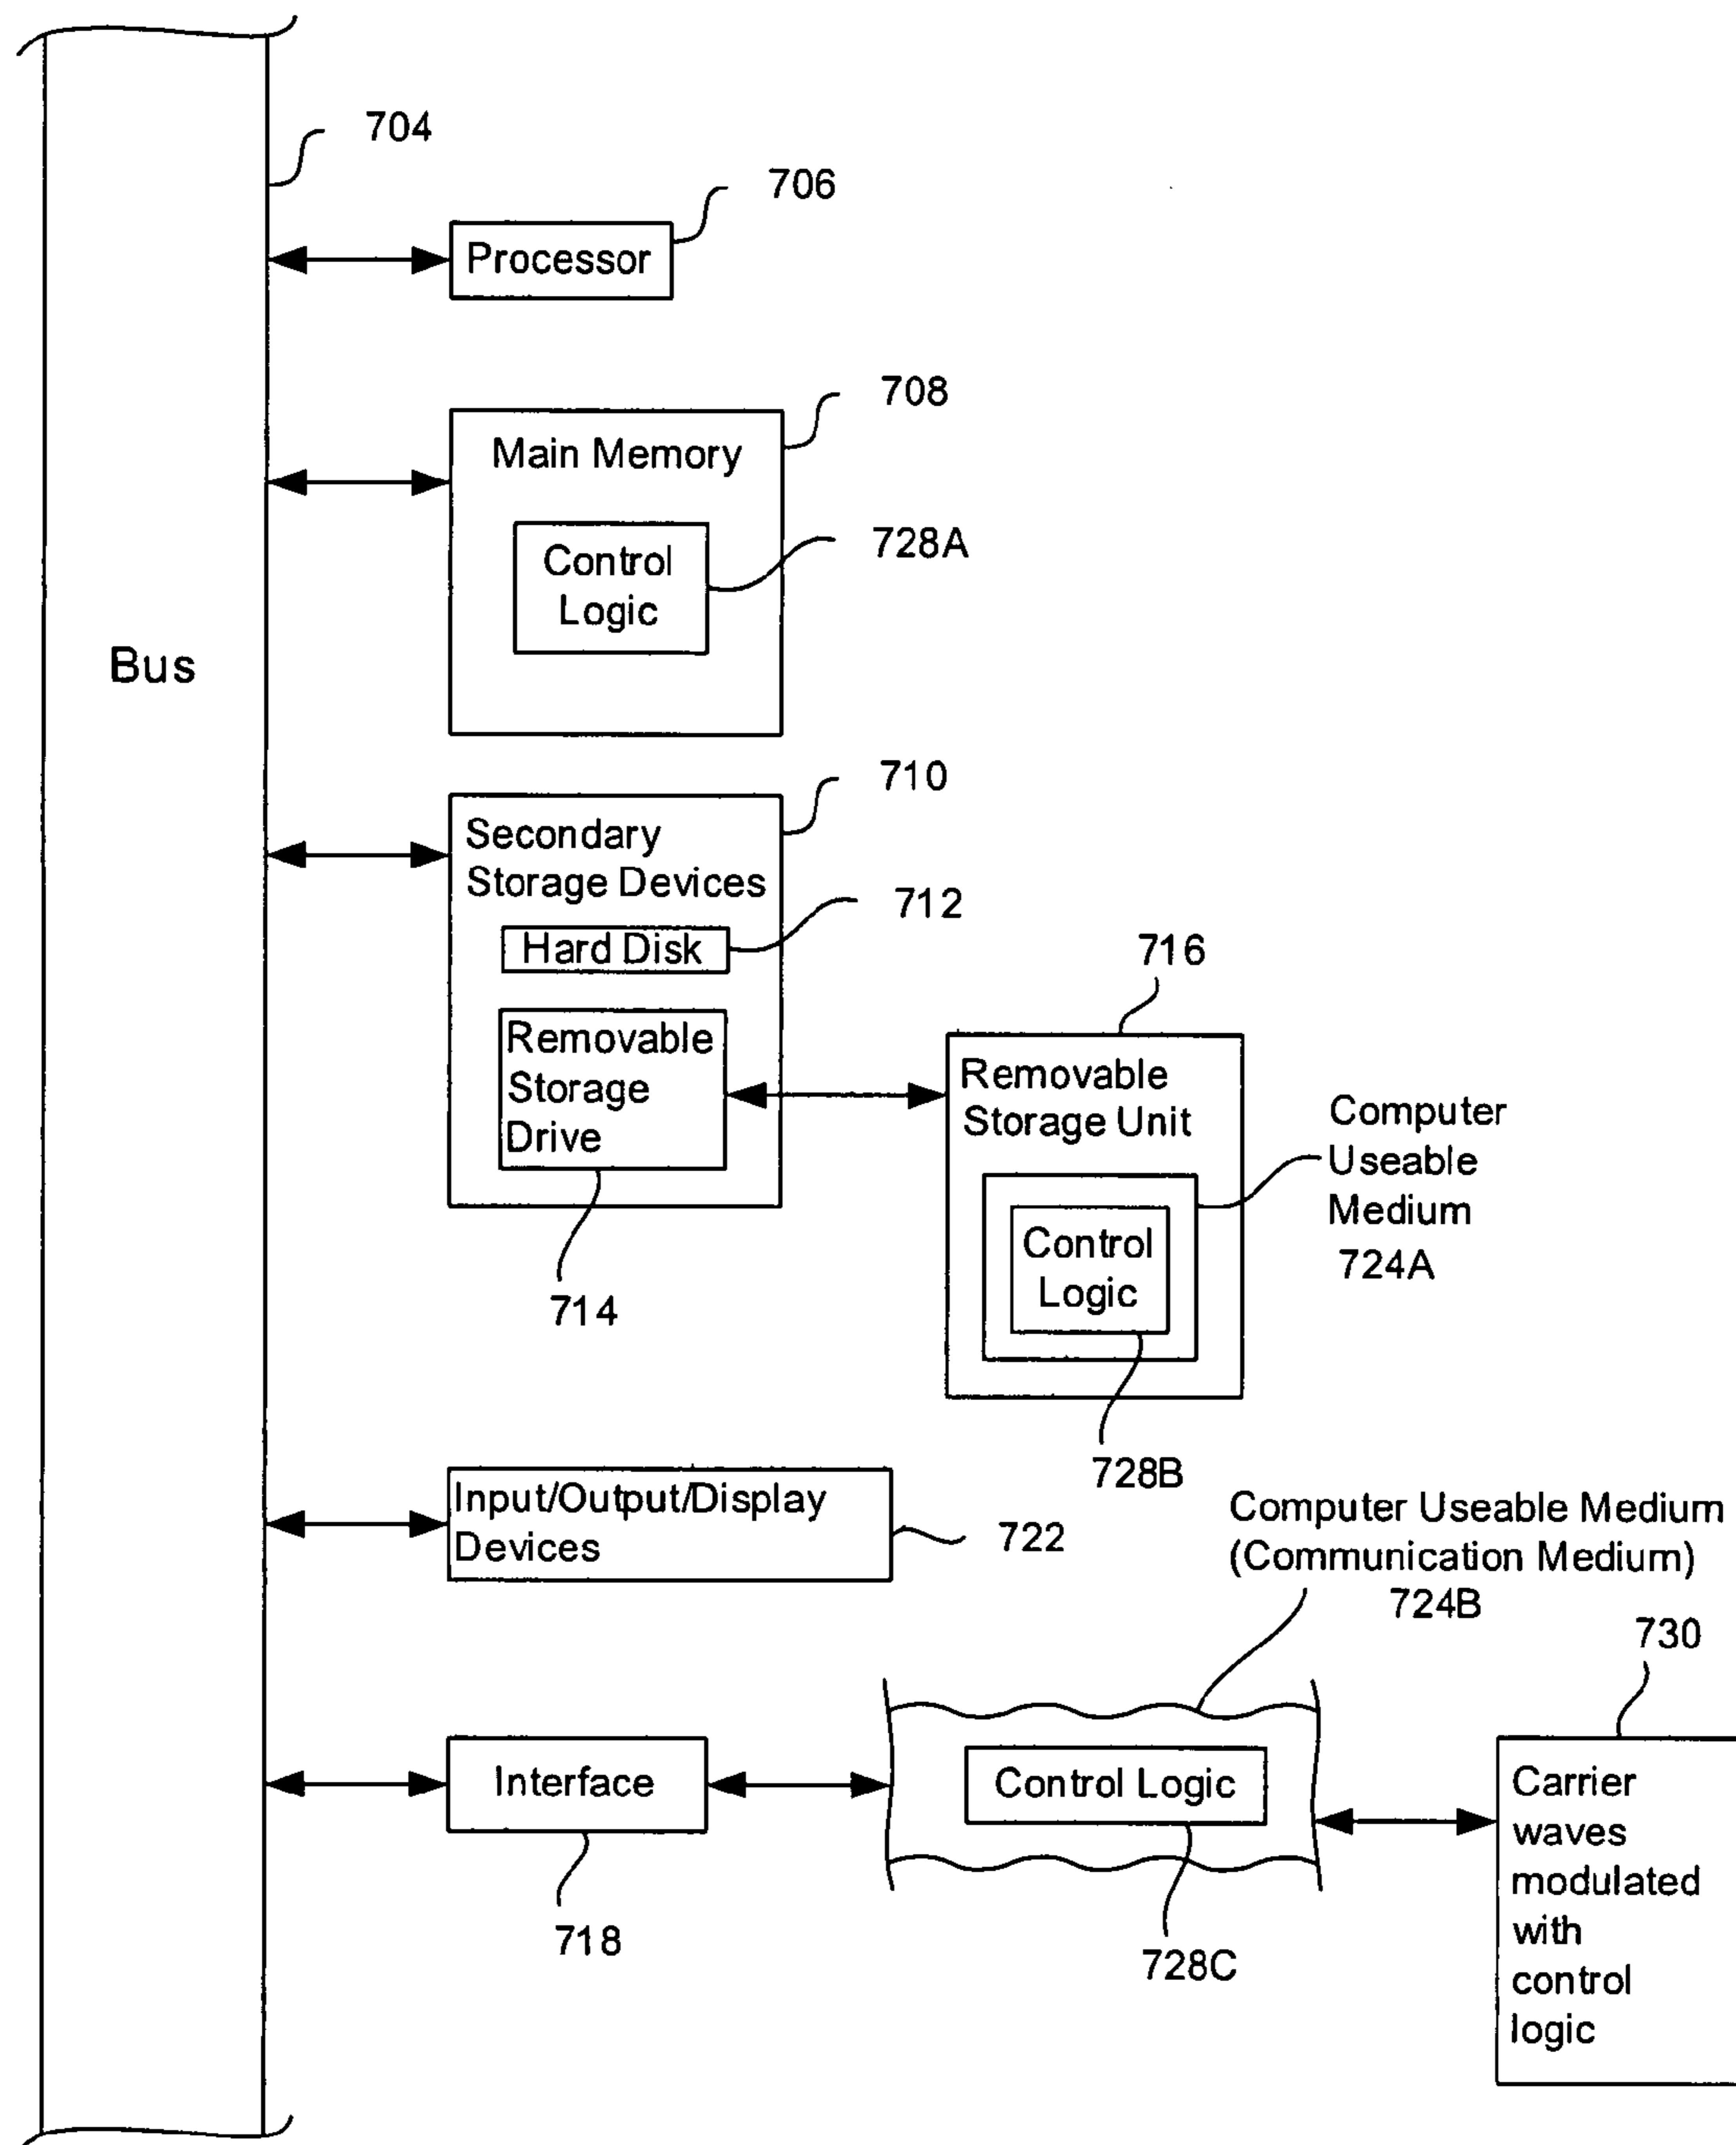 704
706
Processor
708
Main Memory
728A
Control
Logic
Bus
710
Secondary
Storage Devices
712
Hard Disk
716
Removable
Storage
Drive
Removable
Storage Unit
Computer
Useable
Medium
724A
Control
Logic
714
728B
Input/Output/Display
Devices
722
Computer Useable Medium
(Communication Medium)
724B
730
Interface
Control Logic
Carrier
waves
modulated
with
control
logic
718
728C